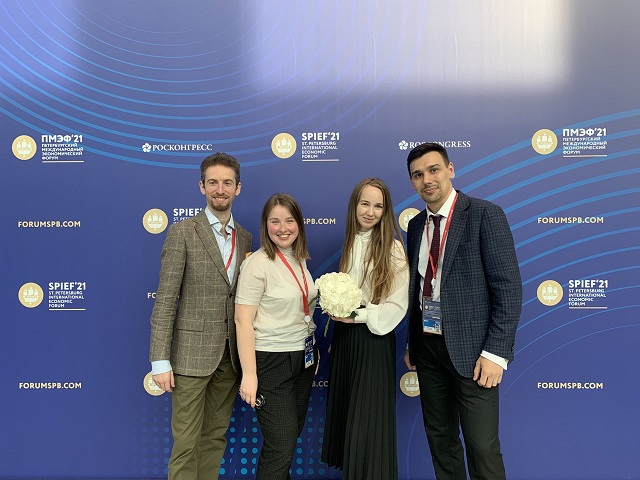 ПМЭФ'21
ПЕТЕРБУРГСКИЙ
МЕЖДУНАРОДНЫЙ
ЭКОНОМИЧЕСКИЙ
ФОРУМ
РОСКОНГРЕСС
SPIEF'21
ST. PETERSBURG
INTERNATIONAL
ECONOMIC
FORUM
ПМЭФ'21
ПЕТЕРБУРГСКИЙ
МЕЖДУНАРОДНЫЙ
ЭКОНОМИЧЕСКИЙ
ФОРУМ
FORUMSPB.COM
SPIEF'21
FORUMSPB.COM
SPIEF'21
ST. PETERSBURG
INTERNATIONAL
ECONOMIC
FORUM
SPIEF'21
ST. PETERSBURG
INTERNATIONAL
ECONOMIC
FORUM
FORUMSPB.COM
FORUMSPB.COM